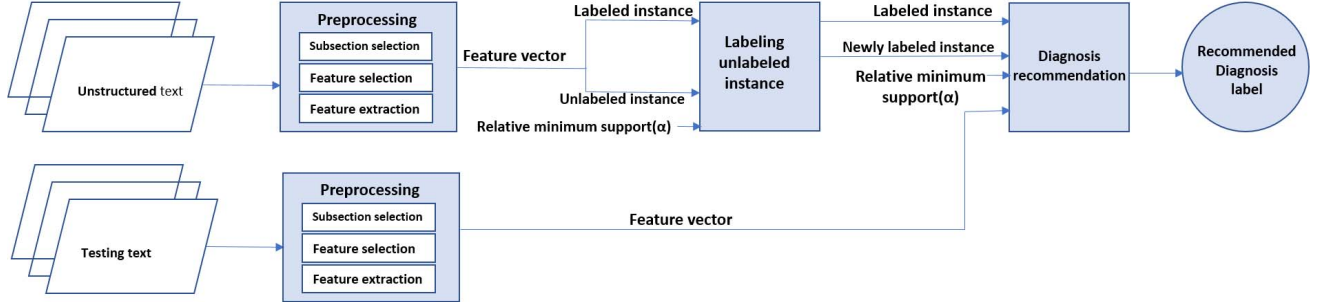 Unstructured text
Preprocessing
Subsection selection
Feature selection
Feature extraction
Feature vector
Labeled instance
Unlabeled instance
Relative minimum support(α)
Labeling
unlabeled
instance
Labeled instance
Newly labeled instance
Relative minimum
support(α)
Diagnosis
recommendation
Recommended
Diagnosis
label
Testing text
Preprocessing
Subsection selection
Feature selection
Feature extraction
Feature vector